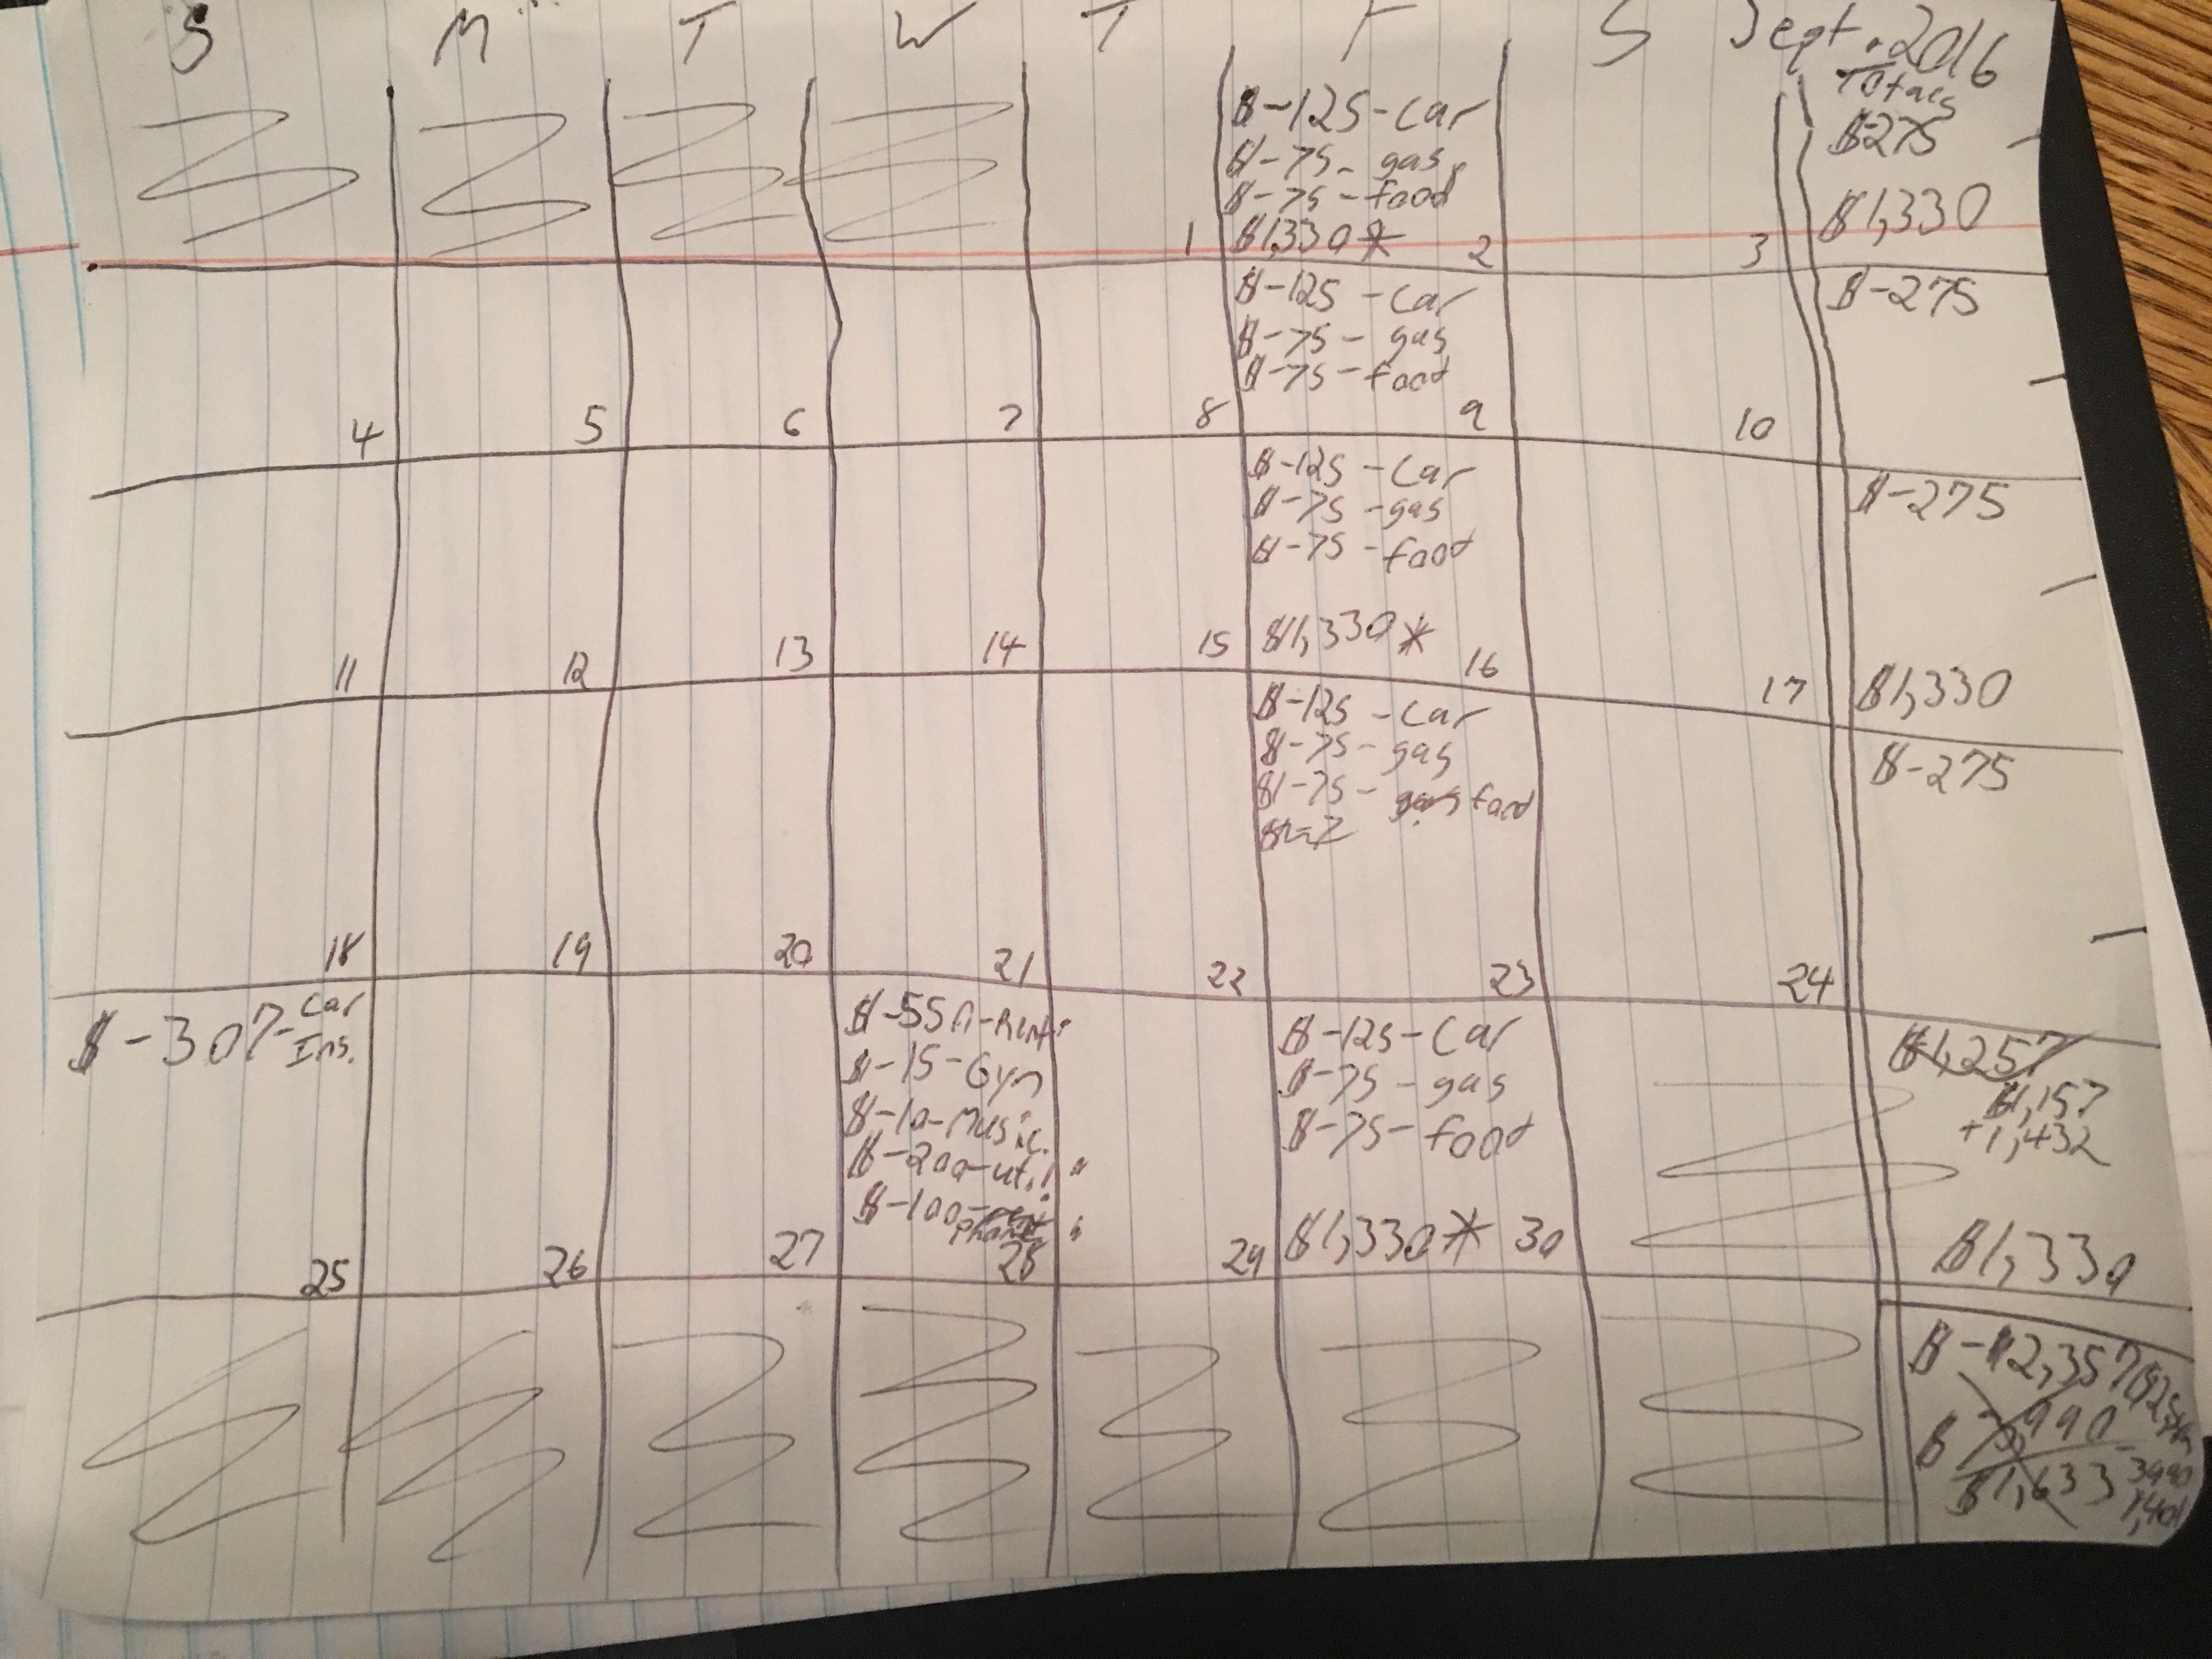 S M T W T F S Sept. 2016
Totals
1
$-125-Car
$-75-gas
$-75-food
$1,330*
2
3
$-275
$1,330
4
5
6
7
8
$-125-Car
$-75-gas
$-75-food
9
10
$-275
11
12
13
14
15
$-125-Car
$-75-gas
$-75-food
$1,330*
16
17
$-275
$1,330
18
19
20
21
22
$-125-Car
$-75-gas
$-75-food
23
24
$-275
$-307-Car
Ins.
25
26
27
$-550-Rent
$-15-Gym
$-10-Music
$-200-util.
$-100-phone
28
29
$-125-Car
$-75-gas
$-75-food
$1,330*
30
$1,257
$1,157
+1,432
$1,330
$3,990
$1,633